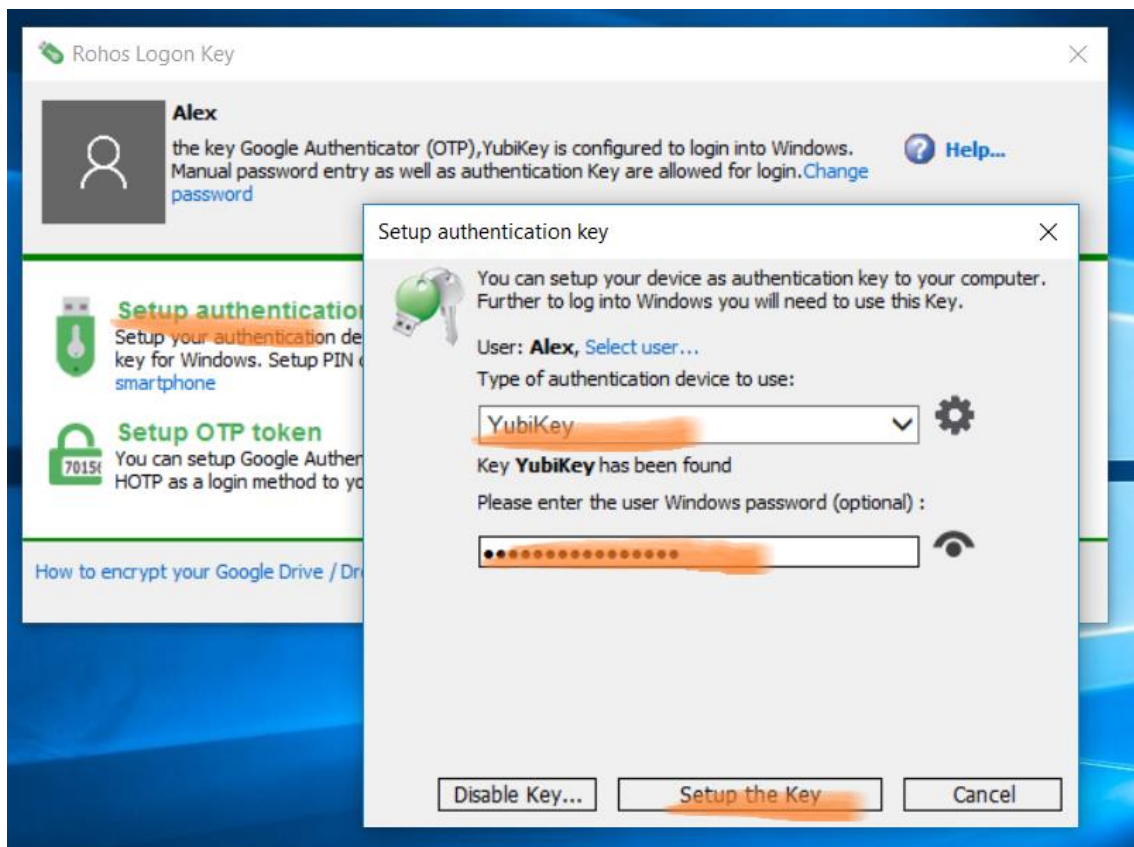 Rohos Logon Key
Alex
the key Google Authenticator (OTP),YubiKey is configured to login into Windows.
Manual password entry as well as authentication Key are allowed for login.Change
password
Help...
Setup authentication
Setup your authentication de
key for Windows. Setup PIN
smartphone
Setup OTP token
You can setup Google Authen
HOTP as a login method to yo
How to encrypt your Google Drive / Dr
Setup authentication key
You can setup your device as authentication key to your computer.
Further to log into Windows you will need to use this Key.
User: Alex, Select user...
Type of authentication device to use:
YubiKey
Key YubiKey has been found
Please enter the user Windows password (optional) :
Disable Key...
Setup the Key
Cancel